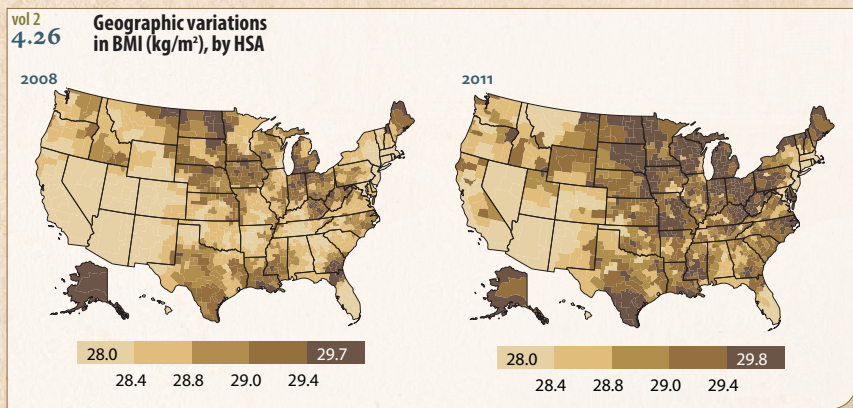 vol 2
4.26
Geographic variations
in BMI (kg/m²), by HSA
2008
2011
28.0 29.7
28.4 28.8 29.0 29.4
28.0 29.8
28.4 28.8 29.0 29.4